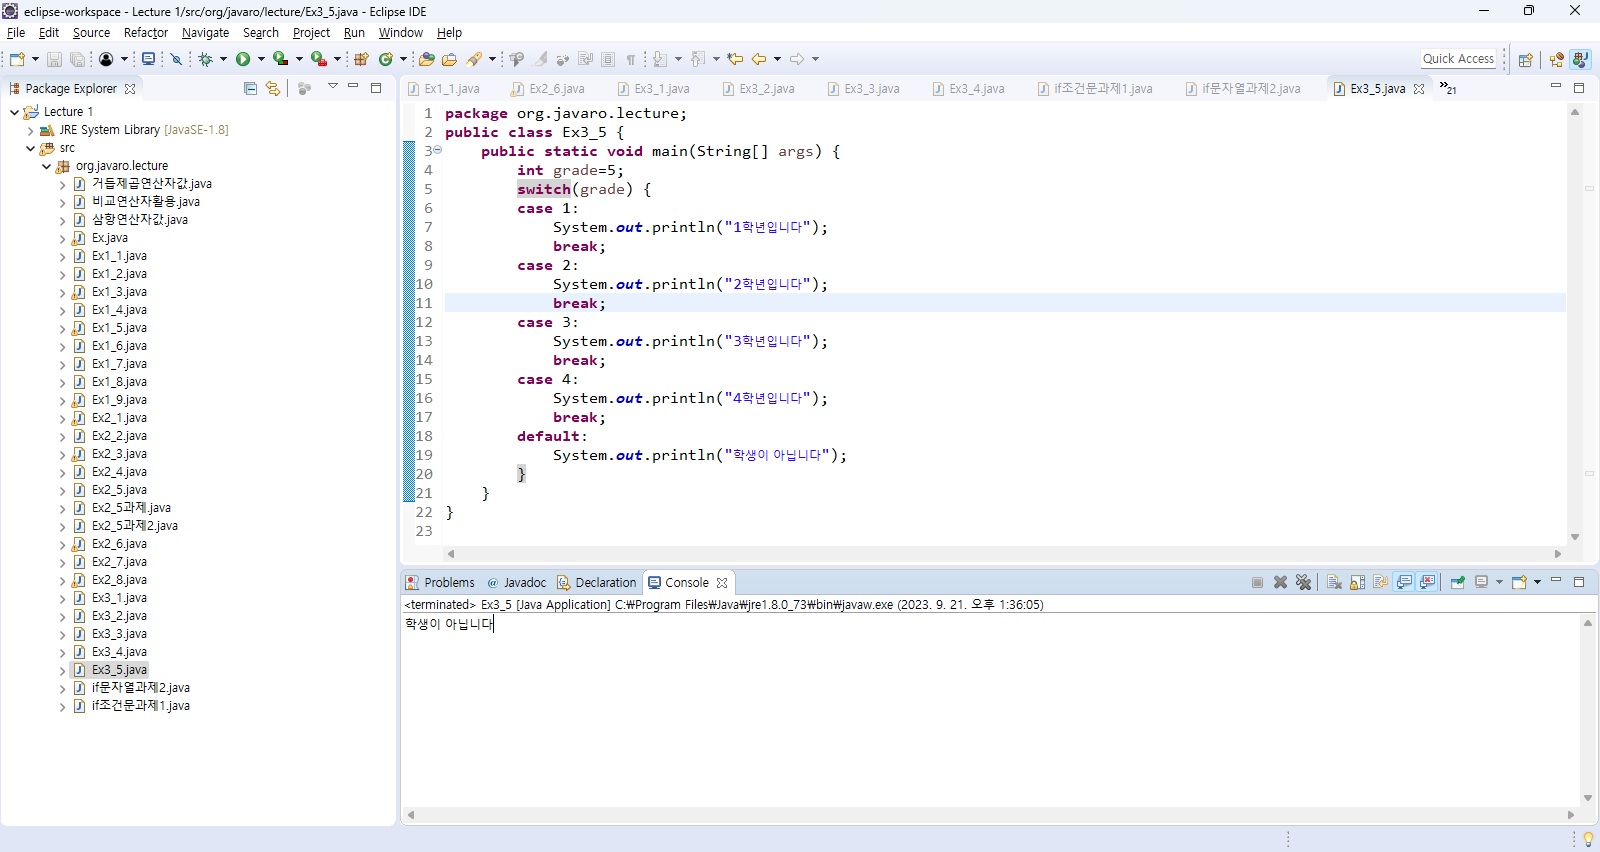 eclipse-workspace - Lecture 1/src/org/javaro/lecture/Ex3_5.java - Eclipse IDE
File Edit Source Refactor Navigate Search Project Run Window Help
Quick Access
Package Explorer
Lecture 1
JRE System Library [JavaSE-1.8]
src
org.javaro.lecture
거듭제곱연산자값.java
비교연산자활용.java
삼항연산자값.java
Ex.java
Ex1_1.java
Ex1_2.java
Ex1_3.java
Ex1_4.java
Ex1_5.java
Ex1_6.java
Ex1_7.java
Ex1_8.java
Ex1_9.java
Ex2_1.java
Ex2_2.java
Ex2_3.java
Ex2_4.java
Ex2_5.java
Ex2_5과제.java
Ex2_5과제2.java
Ex2_6.java
Ex2_7.java
Ex2_8.java
Ex3_1.java
Ex3_2.java
Ex3_3.java
Ex3_4.java
Ex3_5.java
if문자열과제2.java
if조건문과제1.java
Ex1_1.java Ex2_6.java Ex3_1.java Ex3_2.java Ex3_3.java Ex3_4.java if조건문과제1.java if문자열과제2.java Ex3_5.java »21
1 package org.javaro.lecture;
2 public class Ex3_5 {
3 public static void main(String[] args) {
4 int grade=5;
5 switch(grade) {
6 case 1:
7 System.out.println("1학년입니다");
8 break;
9 case 2:
10 System.out.println("2학년입니다");
11 break;
12 case 3:
13 System.out.println("3학년입니다");
14 break;
15 case 4:
16 System.out.println("4학년입니다");
17 break;
18 default:
19 System.out.println("학생이 아닙니다");
20 }
21 }
22 }
23
Problems @ Javadoc Declaration Console
<terminated> Ex3_5 [Java Application] C:₩Program Files₩Java₩jre1.8.0_73₩bin₩javaw.exe (2023. 9. 21. 오후 1:36:05)
학생이 아닙니다